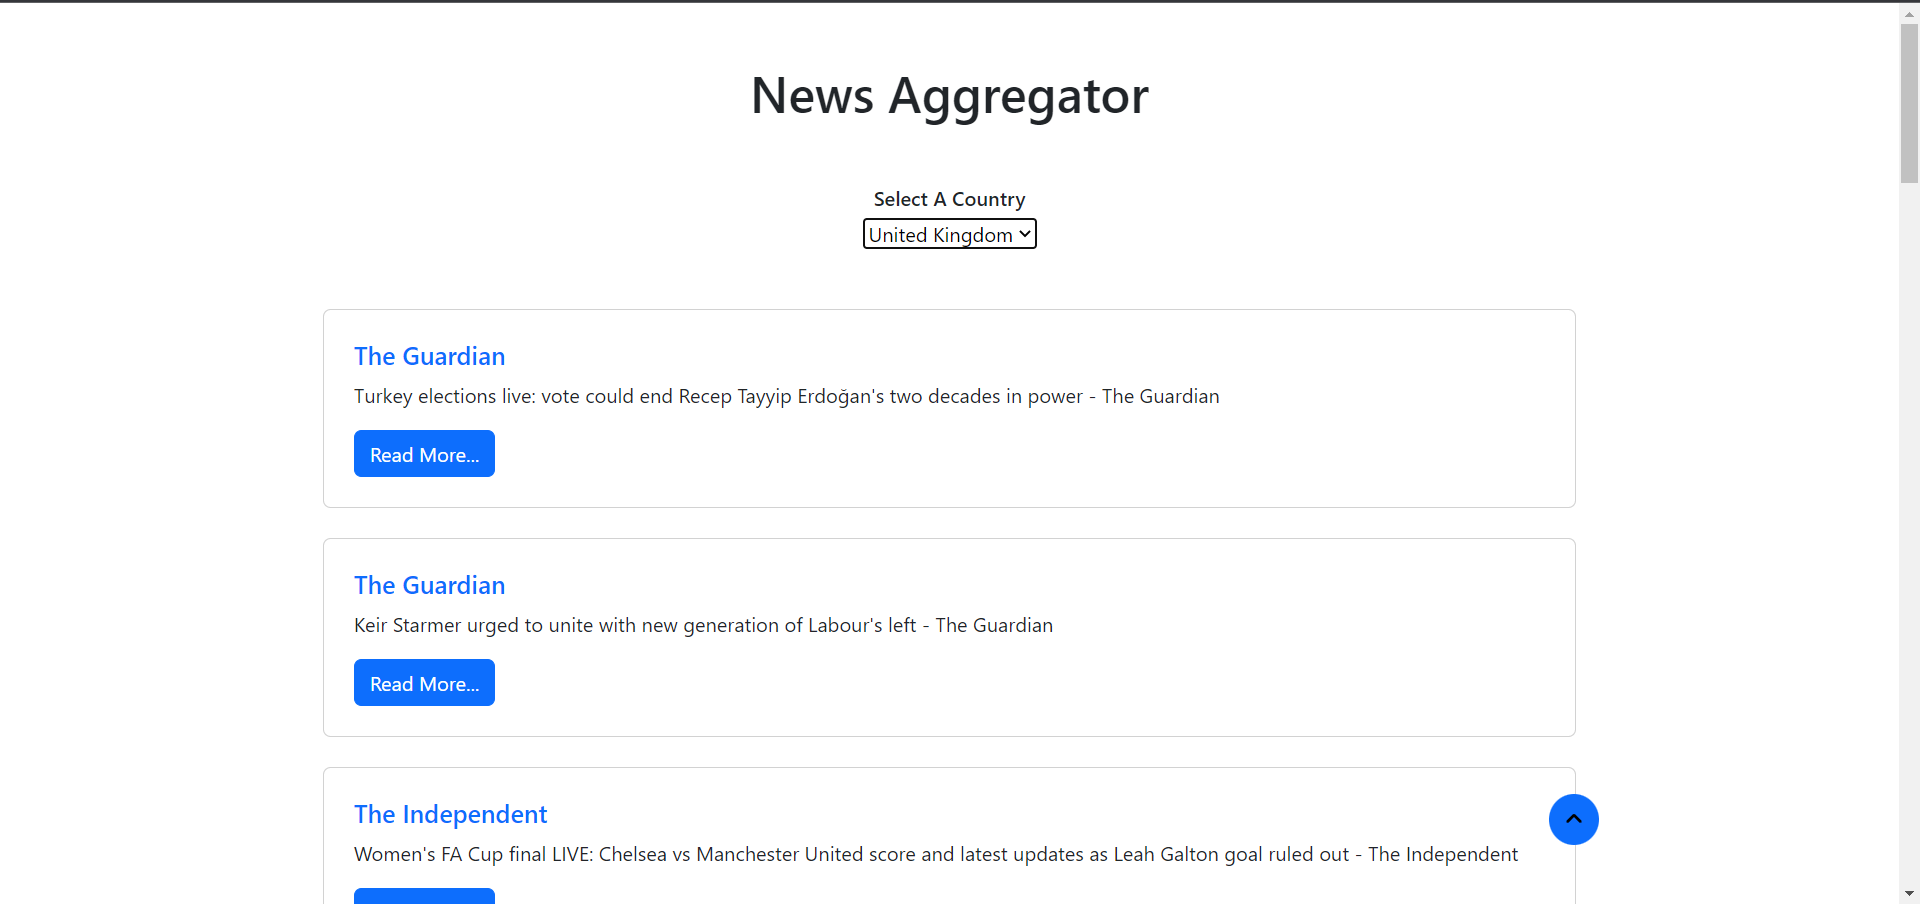 News Aggregator
Select A Country
United Kingdom
The Guardian
Turkey elections live: vote could end Recep Tayyip Erdoğan's two decades in power - The Guardian
Read More...
The Guardian
Keir Starmer urged to unite with new generation of Labour's left - The Guardian
Read More...
The Independent
Women's FA Cup final LIVE: Chelsea vs Manchester United score and latest updates as Leah Galton goal ruled out - The Independent